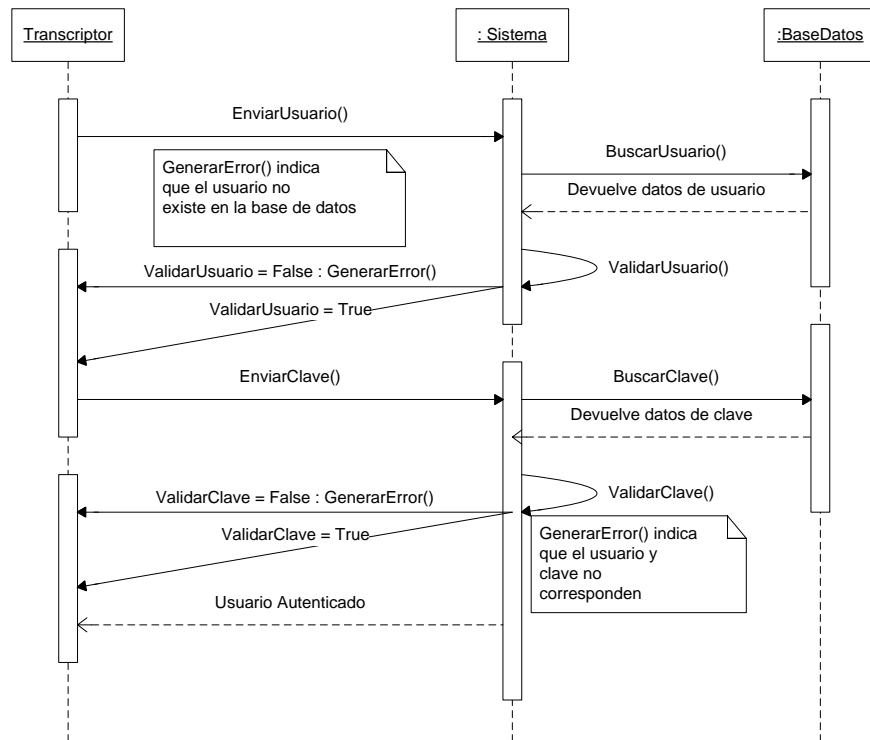 Transcriptor
: Sistema
:BaseDatos
EnviarUsuario()
GenerarError() indica
que el usuario no
existe en la base de datos
BuscarUsuario()
Devuelve datos de usuario
ValidarUsuario()
ValidarUsuario = False : GenerarError()
ValidarUsuario = True
EnviarClave()
BuscarClave()
Devuelve datos de clave
ValidarClave()
ValidarClave = False : GenerarError()
ValidarClave = True
GenerarError() indica
que el usuario y
clave no
corresponden
Usuario Autenticado